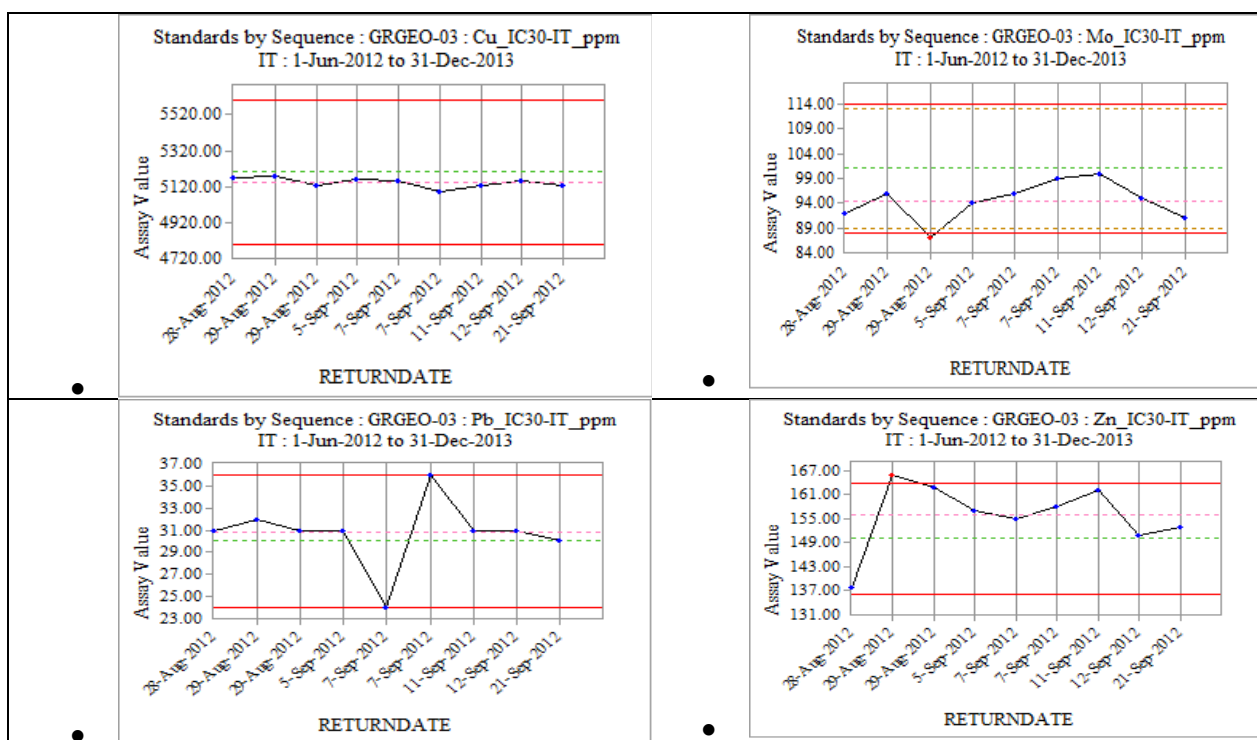 Standards by Sequence : GRGEO-03 : Cu_IC30-IT_ppm
IT : 1-Jun-2012 to 31-Dec-2013
Assay Value
5520.00
5320.00
5120.00
4920.00
4720.00
28-Aug-2012
29-Aug-2012
29-Aug-2012
5-Sep-2012
7-Sep-2012
7-Sep-2012
11-Sep-2012
12-Sep-2012
21-Sep-2012
RETURNDATE
Standards by Sequence : GRGEO-03 : Mo_IC30-IT_ppm
IT : 1-Jun-2012 to 31-Dec-2013
Assay Value
114.00
109.00
104.00
99.00
94.00
89.00
84.00
28-Aug-2012
29-Aug-2012
29-Aug-2012
5-Sep-2012
7-Sep-2012
7-Sep-2012
11-Sep-2012
12-Sep-2012
21-Sep-2012
RETURNDATE
Standards by Sequence : GRGEO-03 : Pb_IC30-IT_ppm
IT : 1-Jun-2012 to 31-Dec-2013
Assay Value
37.00
35.00
33.00
31.00
29.00
27.00
25.00
23.00
28-Aug-2012
29-Aug-2012
29-Aug-2012
5-Sep-2012
7-Sep-2012
7-Sep-2012
11-Sep-2012
12-Sep-2012
21-Sep-2012
RETURNDATE
Standards by Sequence : GRGEO-03 : Zn_IC30-IT_ppm
IT : 1-Jun-2012 to 31-Dec-2013
Assay Value
167.00
161.00
155.00
149.00
143.00
137.00
131.00
28-Aug-2012
29-Aug-2012
29-Aug-2012
5-Sep-2012
7-Sep-2012
7-Sep-2012
11-Sep-2012
12-Sep-2012
21-Sep-2012
RETURNDATE